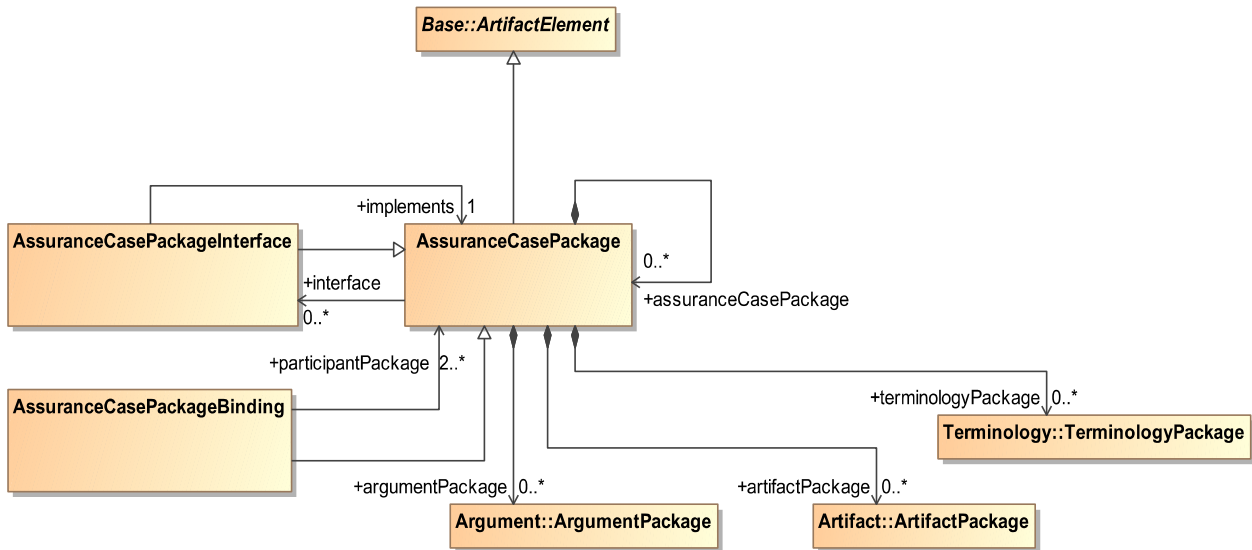 Base::ArtifactElement
+implements 1
AssuranceCasePackageInterface
AssuranceCasePackage
0..*
+interface
+assuranceCasePackage
0..*
+participantPackage 2..*
+terminologyPackage 0..*
AssuranceCasePackageBinding
Terminology::TerminologyPackage
+argumentPackage 0..*
+artifactPackage 0..*
Argument::ArgumentPackage
Artifact::ArtifactPackage